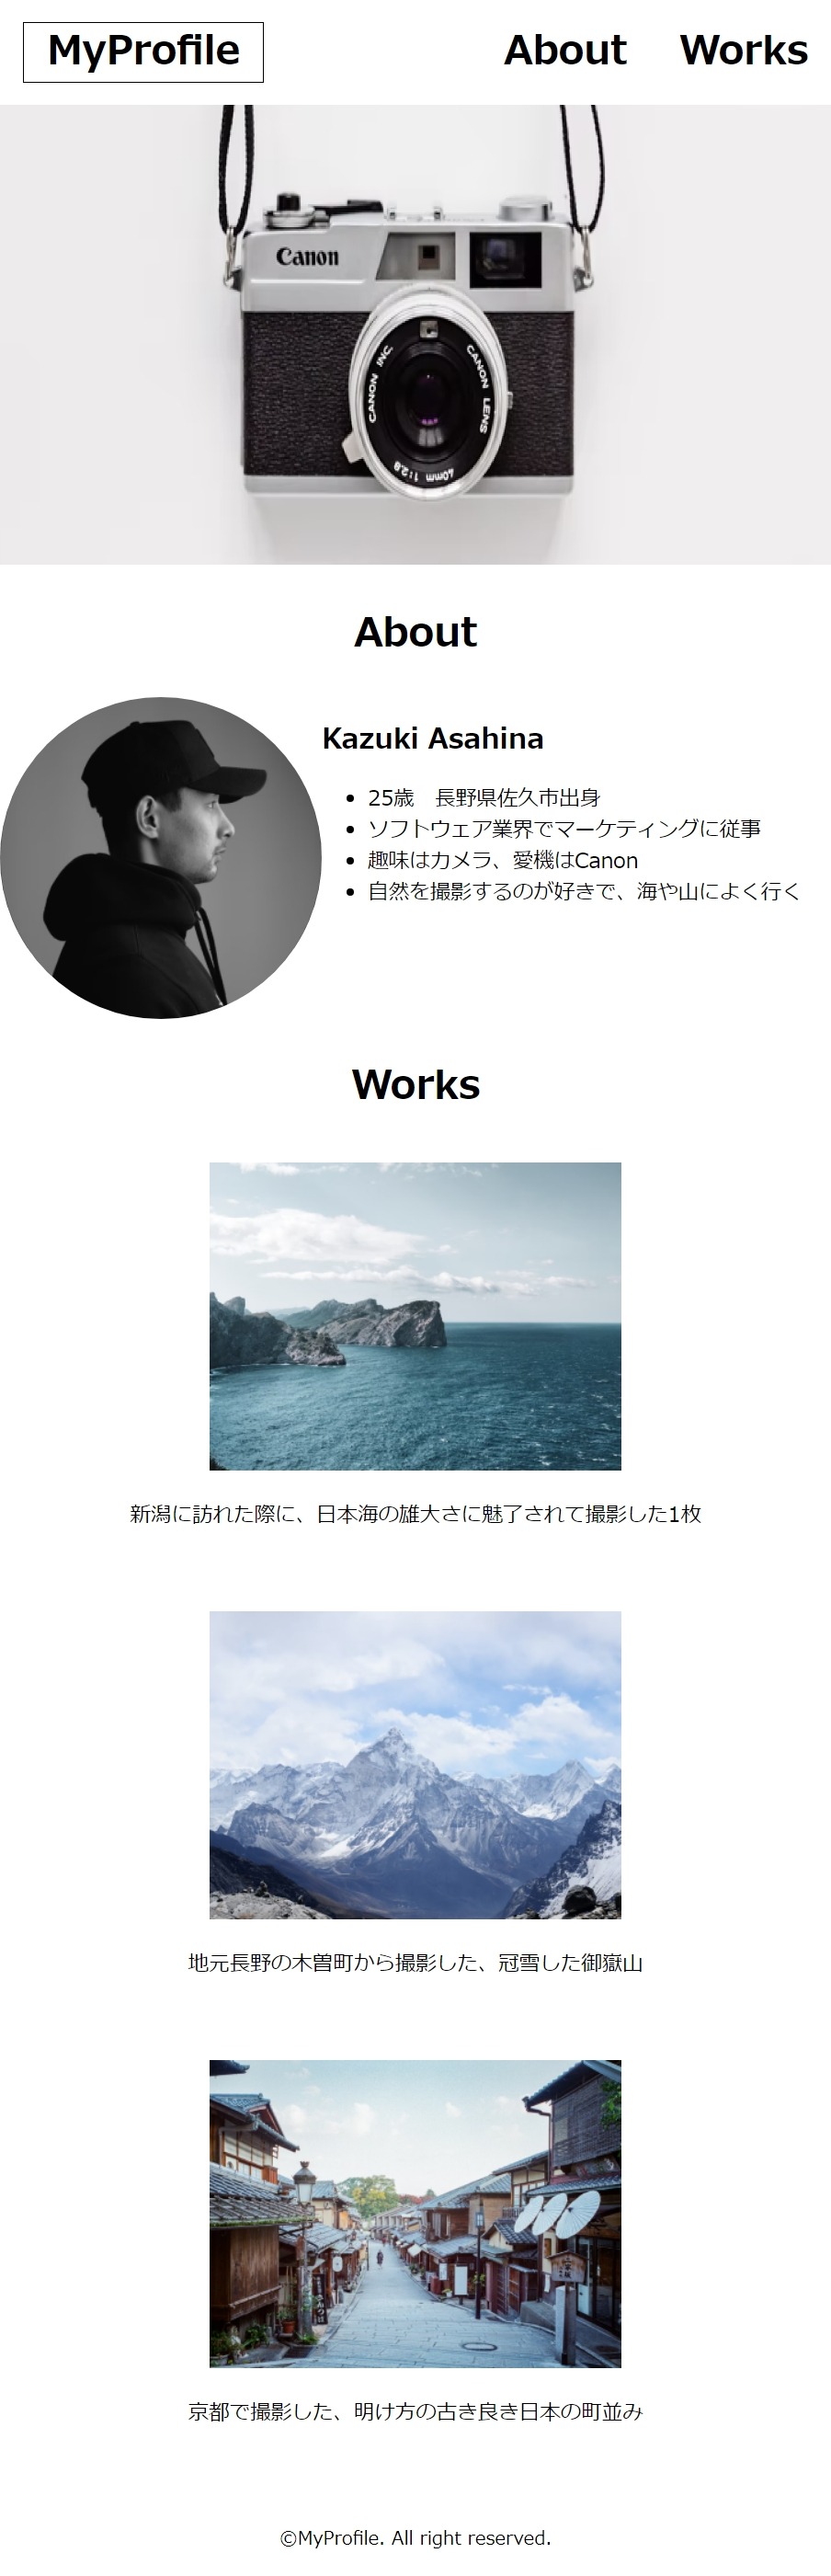 MyProfile About Works
Canon
CANON INC.
CANON LENS
40mm 1:2.8
About
Kazuki Asahina
25歳　長野県佐久市出身
ソフトウェア業界でマーケティングに従事
趣味はカメラ、愛機はCanon
自然を撮影するのが好きで、海や山によく行く
Works
新潟に訪れた際に、日本海の雄大さに魅了されて撮影した1枚
地元長野の木曽町から撮影した、冠雪した御嶽山
京都で撮影した、明け方の古き良き日本の町並み
©MyProfile. All right reserved.